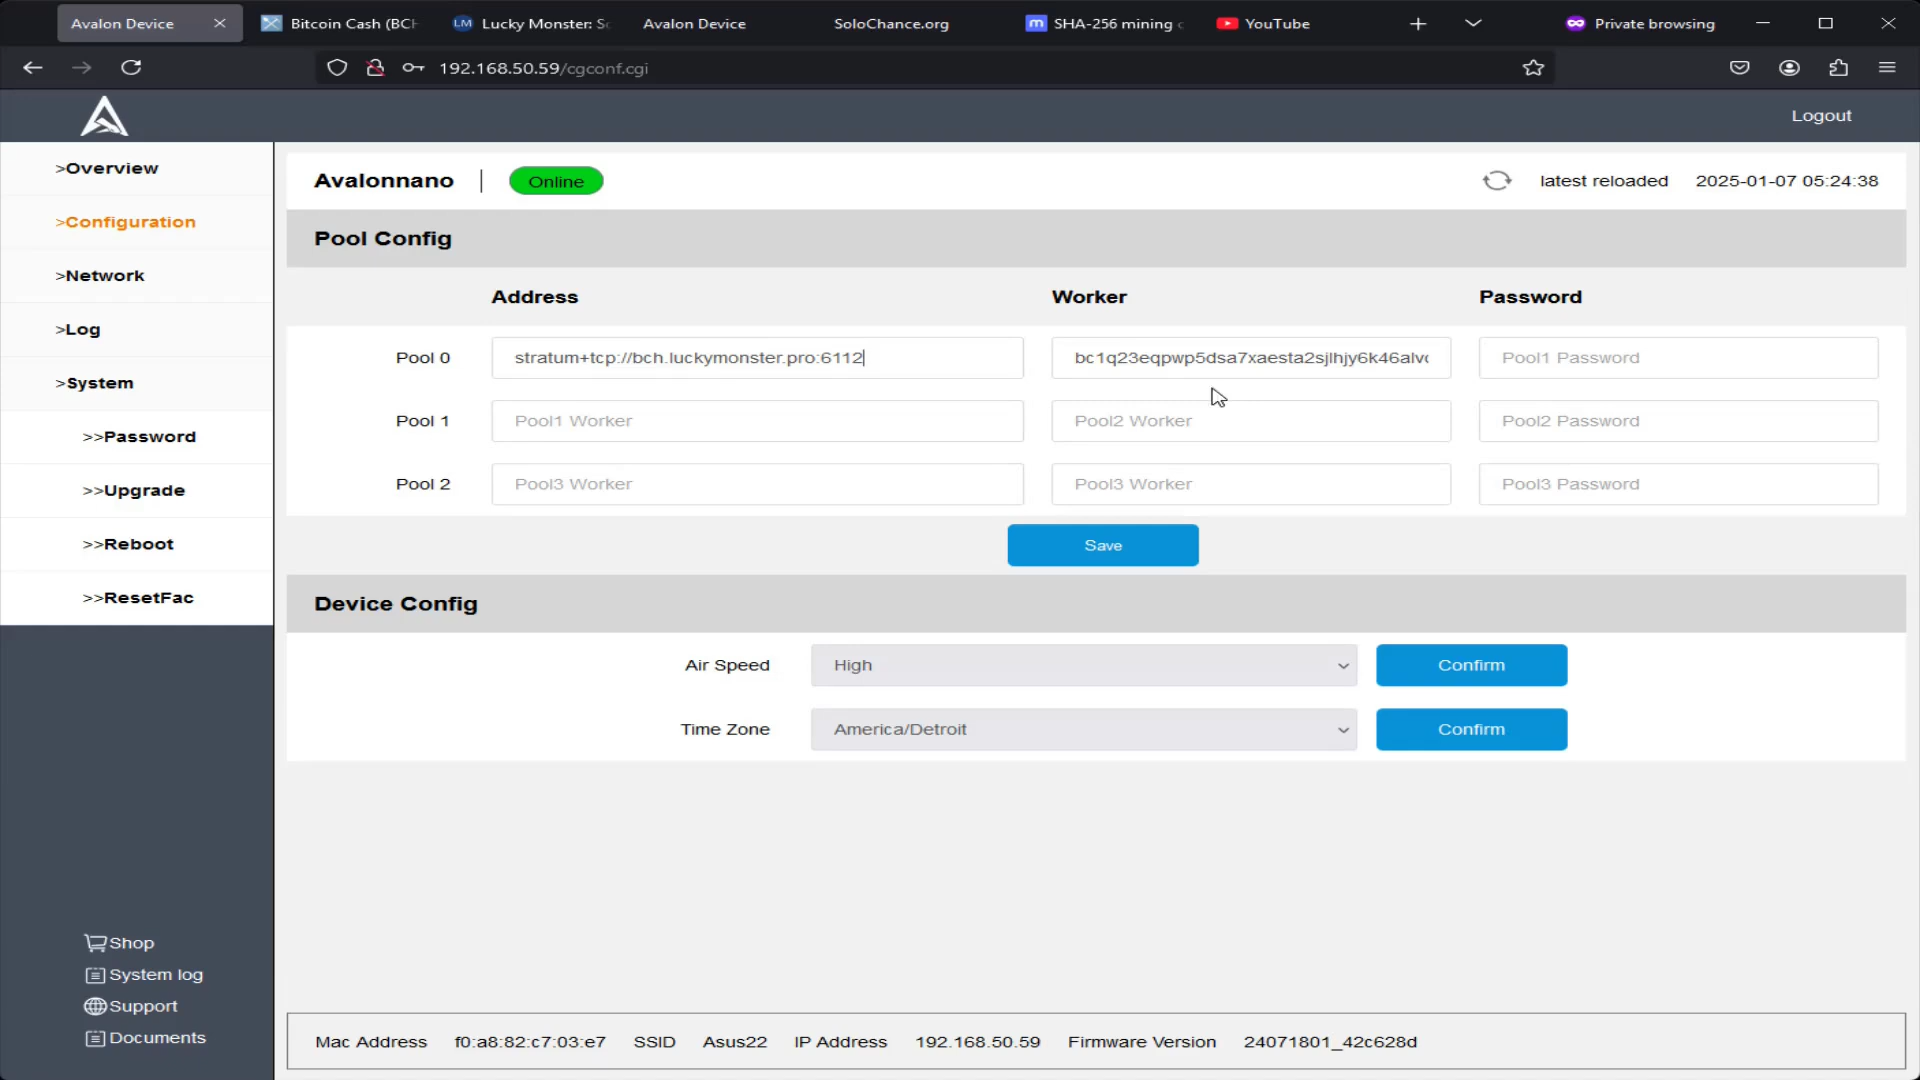 Avalon Device
Bitcoin Cash (BCH
LM Lucky Monster: So
Avalon Device
SoloChance.org
m SHA-256 mining c
YouTube
Private browsing
192.168.50.59/cgconf.cgi
Logout
>Overview
>Configuration
>Network
>Log
>System
>>Password
>>Upgrade
>>Reboot
>>ResetFac
Shop
System log
Support
Documents
Avalonnano | Online
latest reloaded 2025-01-07 05:24:38
Pool Config
Address Worker Password
Pool 0 stratum+tcp://bch.luckymonster.pro:6112 bc1q23eqpwp5dsa7xaesta2sjlhjy6k46alv Pool1 Password
Pool 1 Pool1 Worker Pool2 Worker Pool2 Password
Pool 2 Pool3 Worker Pool3 Worker Pool3 Password
Save
Device Config
Air Speed High Confirm
Time Zone America/Detroit Confirm
Mac Address f0:a8:82:c7:03:e7 SSID Asus22 IP Address 192.168.50.59 Firmware Version 24071801_42c628d